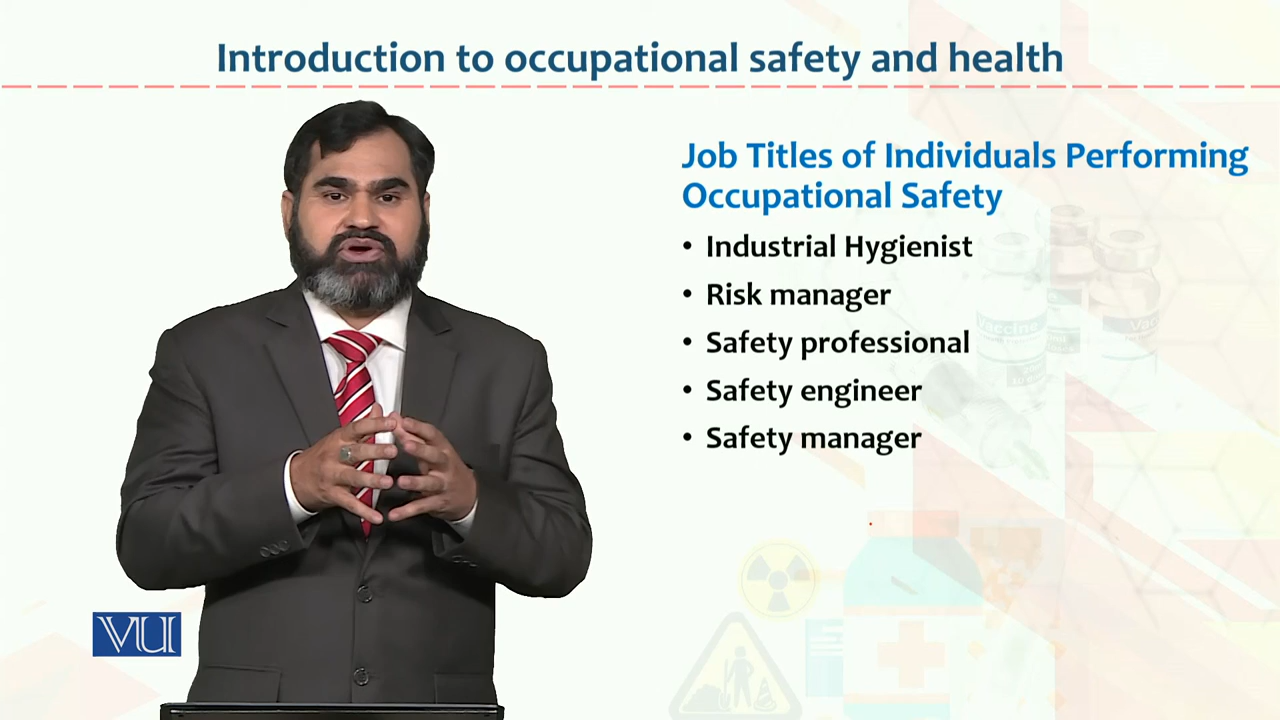 Introduction to occupational safety and health
Job Titles of Individuals Performing
Occupational Safety
• Industrial Hygienist
• Risk manager
• Safety professional
• Safety engineer
• Safety manager
Vaccine
VU